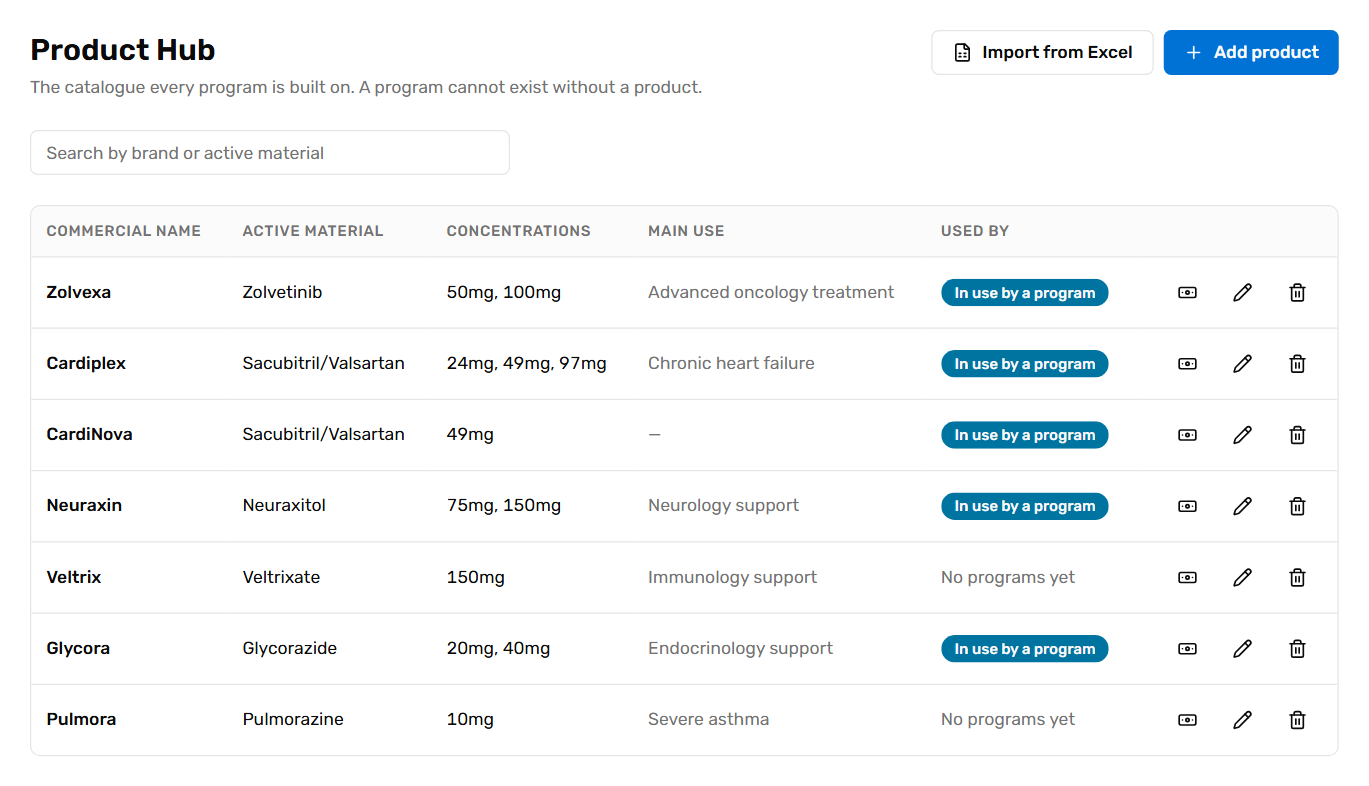 Product Hub
Import from Excel
Add product
The catalogue every program is built on. A program cannot exist without a product.
Search by brand or active material
COMMERCIAL NAME ACTIVE MATERIAL CONCENTRATIONS MAIN USE USED BY
Zolvexa Zolvetinib 50mg, 100mg Advanced oncology treatment In use by a program
Cardiplex Sacubitril/Valsartan 24mg, 49mg, 97mg Chronic heart failure In use by a program
CardiNova Sacubitril/Valsartan 49mg — In use by a program
Neuraxin Neuraxitol 75mg, 150mg Neurology support In use by a program
Veltrix Veltrixate 150mg Immunology support No programs yet
Glycora Glycorazide 20mg, 40mg Endocrinology support In use by a program
Pulmora Pulmorazine 10mg Severe asthma No programs yet